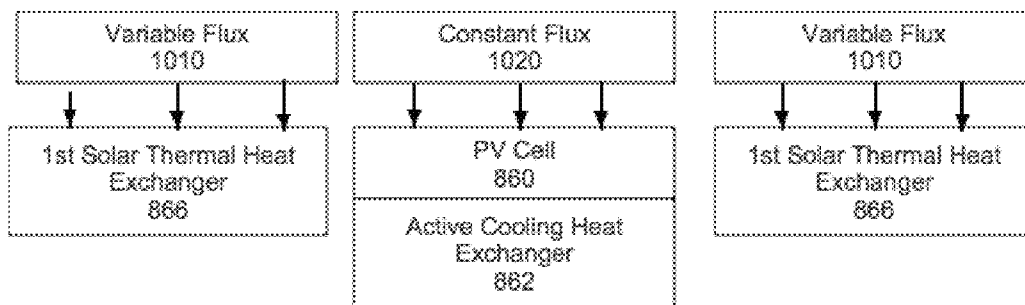 Variable Flux
1010
Constant Flux
1020
Variable Flux
1010
1st Solar Thermal Heat
Exchanger
866
PV Cell
860
Active Cooling Heat
Exchanger
862
1st Solar Thermal Heat
Exchanger
866